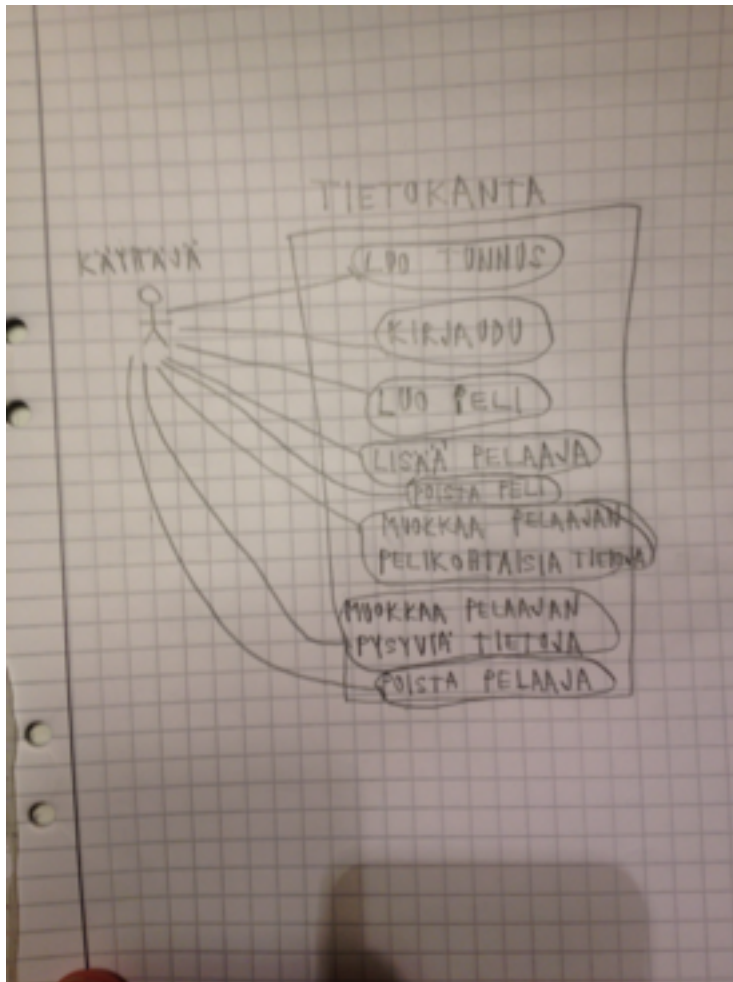 TIETOKANTA
KÄYTTÄJÄ
LUO TUNNUS
KIRJAUDU
LUO PELI
LISÄÄ PELAAJA
POISTA PELI
MUOKKAA PELAAJAN
PELIKOHTAISIA TIETOJA
MUOKKAA PELAAJAN
PYSYVIÄ TIETOJA
POISTA PELAAJA